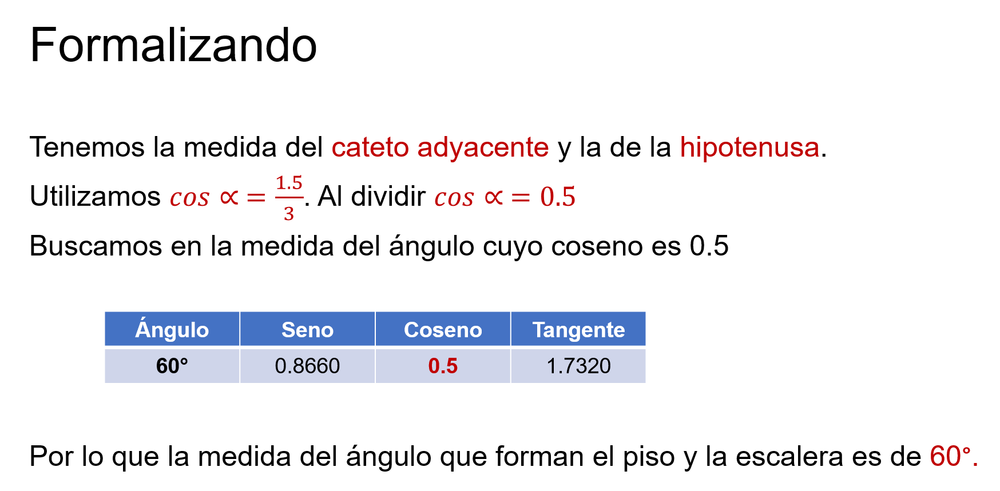 Formalizando
Tenemos la medida del cateto adyacente y la de la hipotenusa.
Utilizamos cos ∝ = 1.5/3. Al dividir cos ∝ = 0.5
Buscamos en la medida del ángulo cuyo coseno es 0.5
Ángulo Seno Coseno Tangente
60° 0.8660 0.5 1.7320
Por lo que la medida del ángulo que forman el piso y la escalera es de 60°.